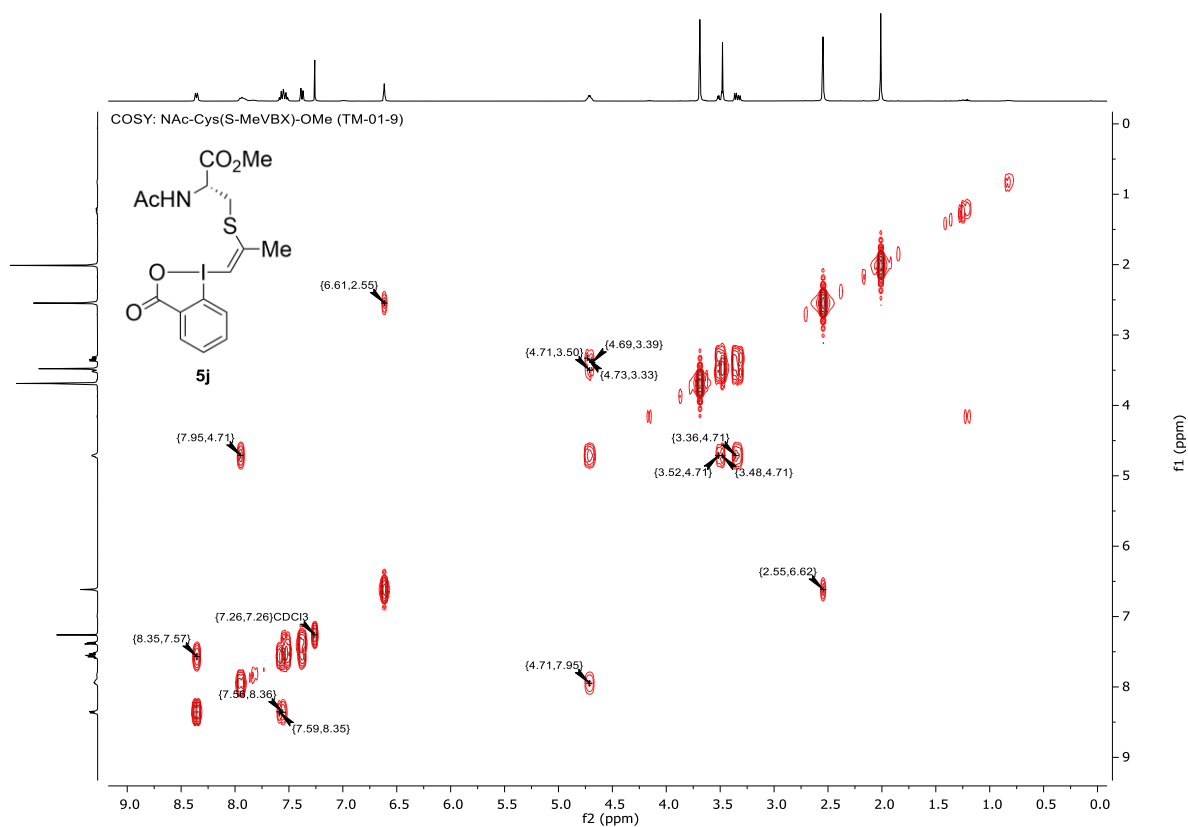 COSY: NAc-Cys(S-MeVBX)-OMe (TM-01-9)
CO2Me
AcHN
S
Me
O
I
O
5j
{6.61,2.55}
{4.69,3.39}
{4.71,3.50}
{4.73,3.33}
{7.95,4.71}
{3.36,4.71}
{3.52,4.71}
{3.48,4.71}
{2.55,6.62}
{7.26,7.26}CDCl3
{8.35,7.57}
{4.71,7.95}
{7.56,8.36}
{7.59,8.35}
0
1
2
3
4
5
6
7
8
9
f1 (ppm)
9.0 8.5 8.0 7.5 7.0 6.5 6.0 5.5 5.0 4.5 4.0 3.5 3.0 2.5 2.0 1.5 1.0 0.5 0.0
f2 (ppm)